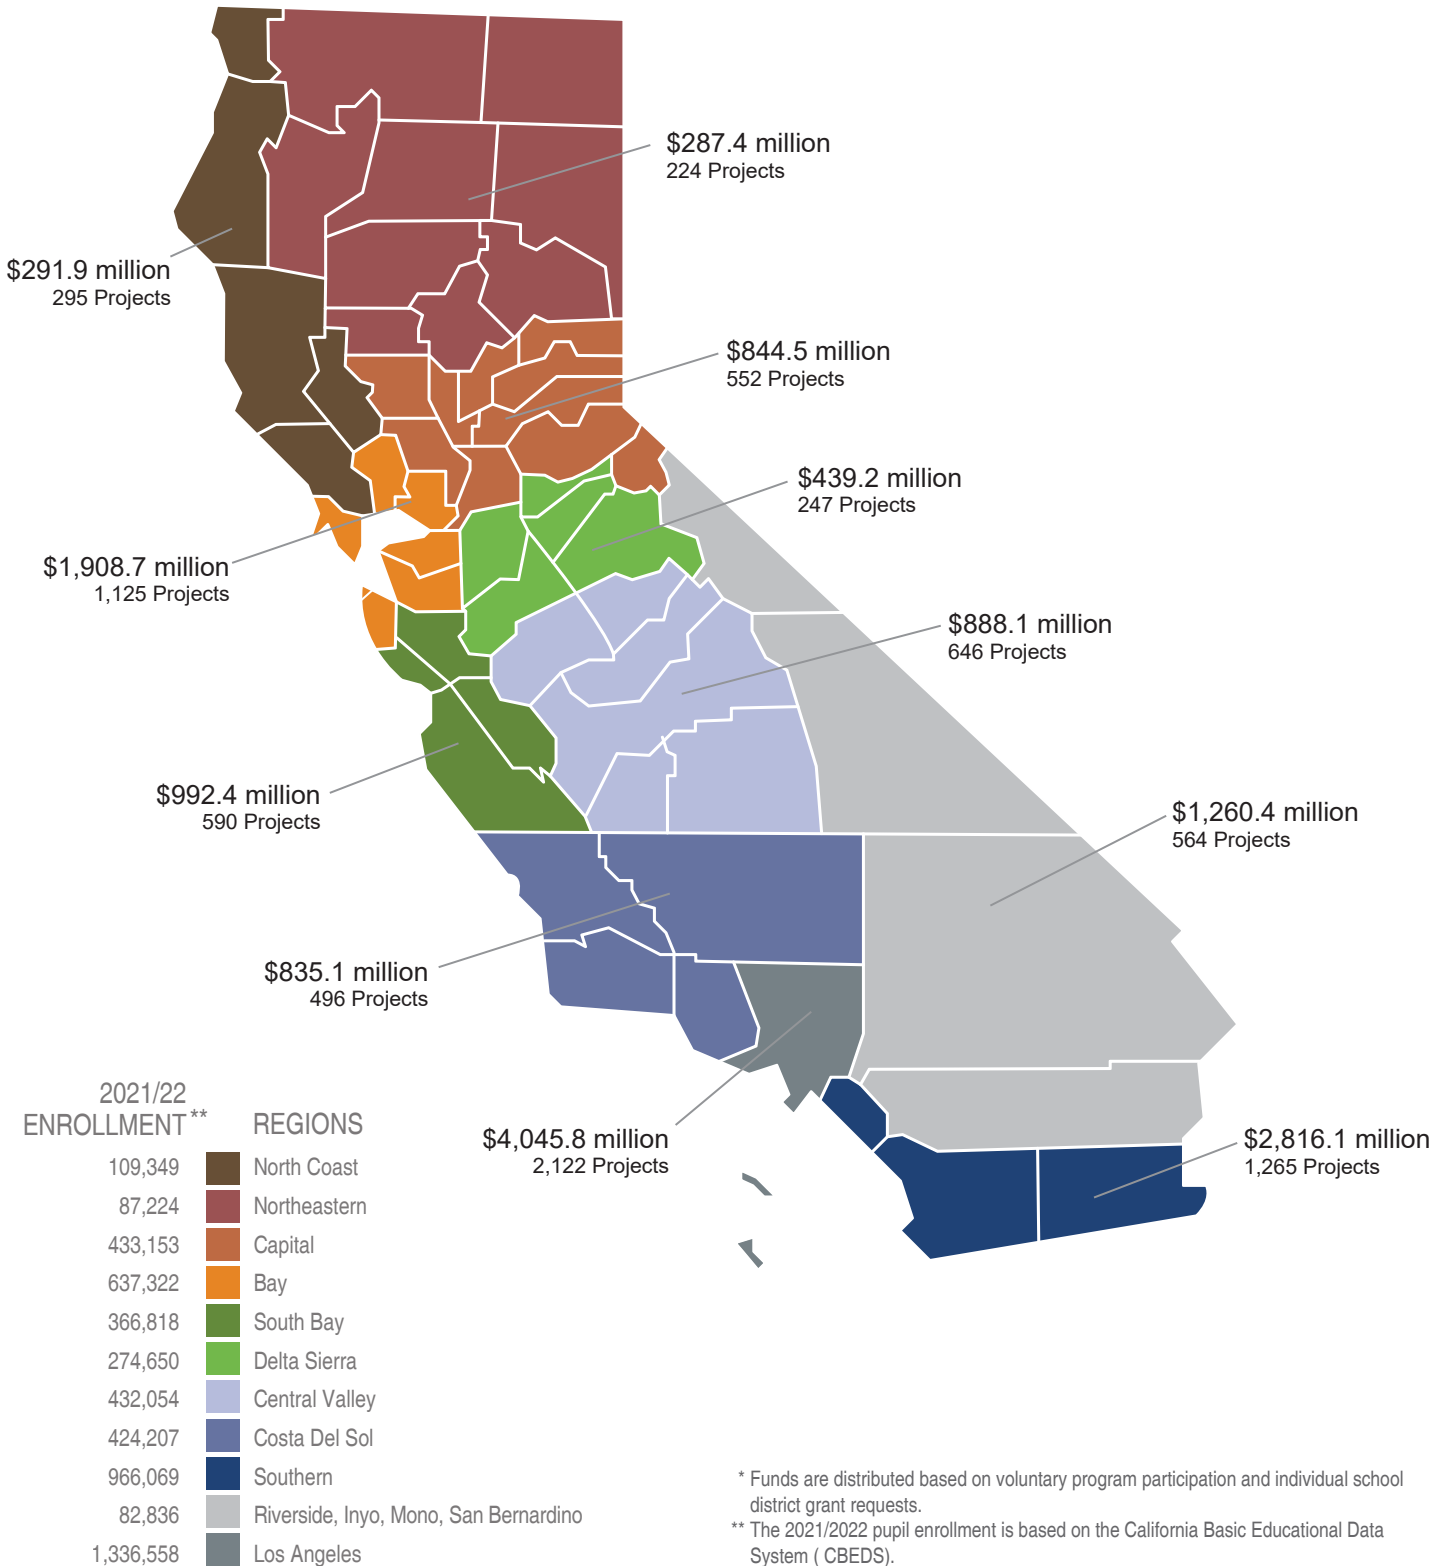 $287.4 million
224 Projects
$291.9 million
295 Projects
$844.5 million
552 Projects
$439.2 million
247 Projects
$1,908.7 million
1,125 Projects
$888.1 million
646 Projects
$992.4 million
590 Projects
$1,260.4 million
564 Projects
$835.1 million
496 Projects
$4,045.8 million
2,122 Projects
$2,816.1 million
1,265 Projects
2021/22
ENROLLMENT** REGIONS
109,349 North Coast
87,224 Northeastern
433,153 Capital
637,322 Bay
366,818 South Bay
274,650 Delta Sierra
432,054 Central Valley
424,207 Costa Del Sol
966,069 Southern
82,836 Riverside, Inyo, Mono, San Bernardino
1,336,558 Los Angeles
* Funds are distributed based on voluntary program participation and individual school
district grant requests.
** The 2021/2022 pupil enrollment is based on the California Basic Educational Data
System ( CBEDS).